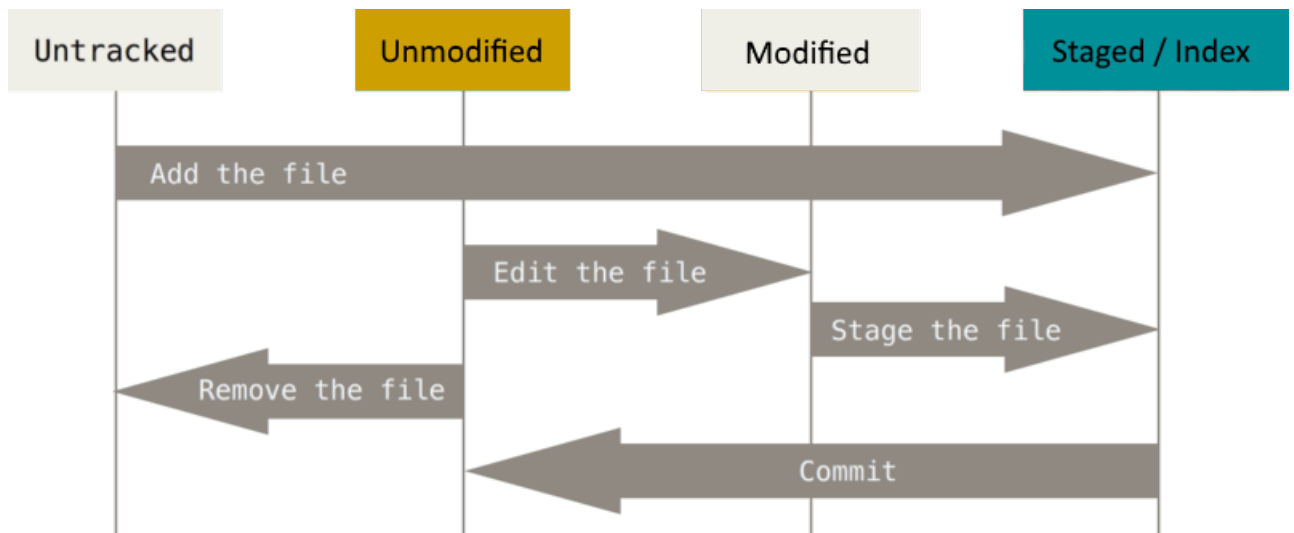 Untracked
Unmodified
Modified
Staged / Index
Add the file
Edit the file
Stage the file
Remove the file
Commit